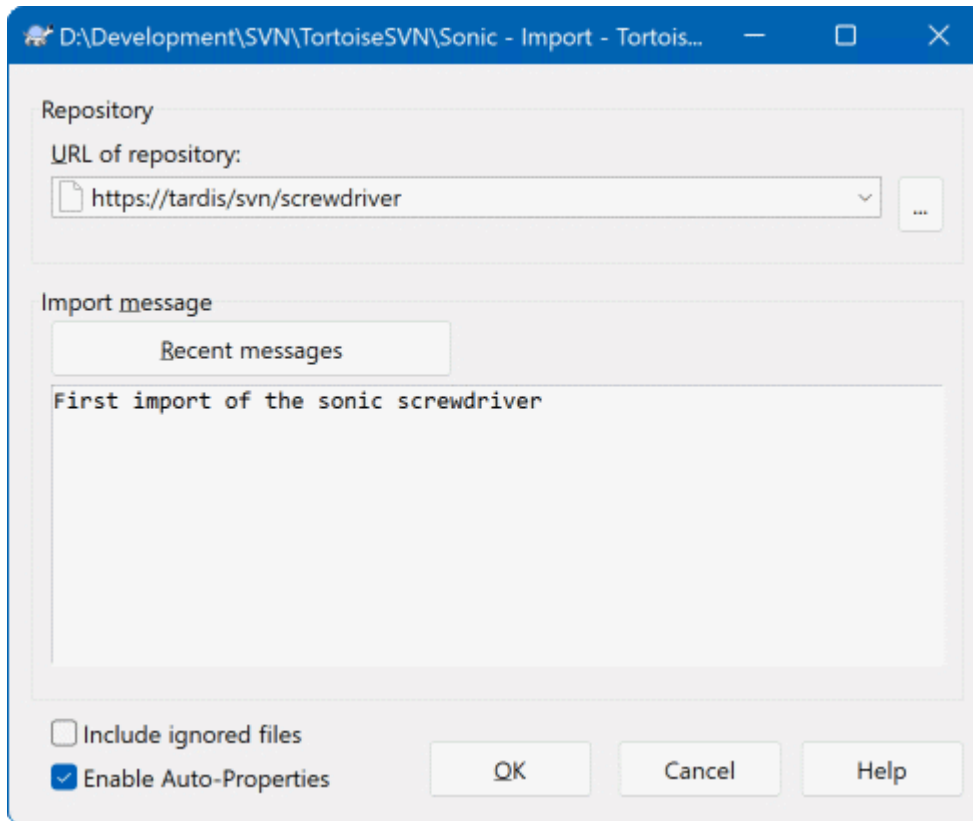 D:\Development\SVN\TortoiseSVN\Sonic - Import - Tortois...
Repository
URL of repository:
https://tardis/svn/screwdriver
...
Import message
Recent messages
First import of the sonic screwdriver
Include ignored files
Enable Auto-Properties
OK
Cancel
Help